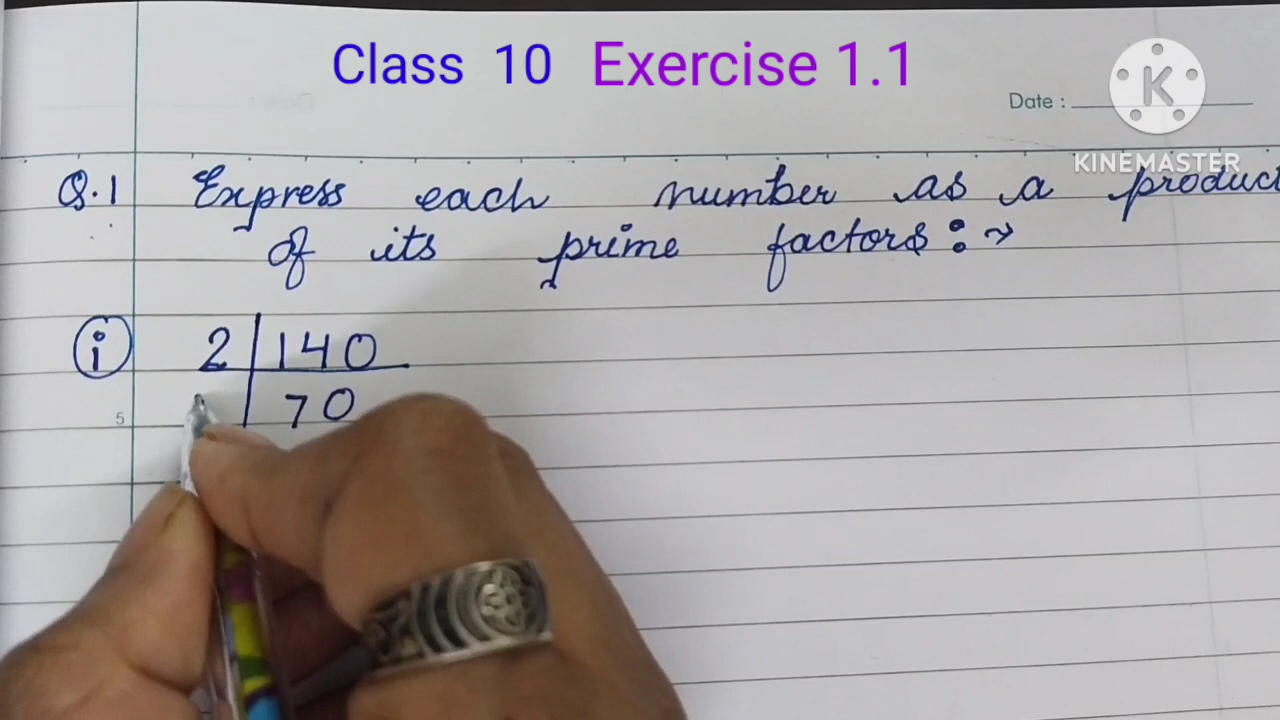 Class 10 Exercise 1.1
Date :
K
KINEMASTER
Q.1 Express each number as a product
of its prime factors :
i 2 140
70
5